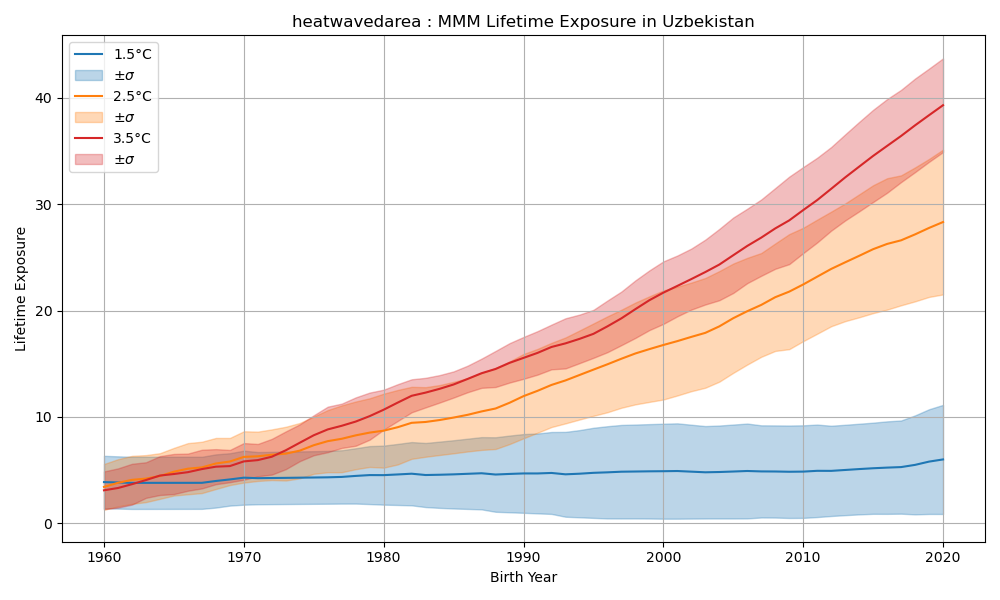 heatwavedarea : MMM Lifetime Exposure in Uzbekistan
1.5°C
±σ
2.5°C
±σ
3.5°C
±σ
40
30
20
10
0
Lifetime Exposure
1960 1970 1980 1990 2000 2010 2020
Birth Year